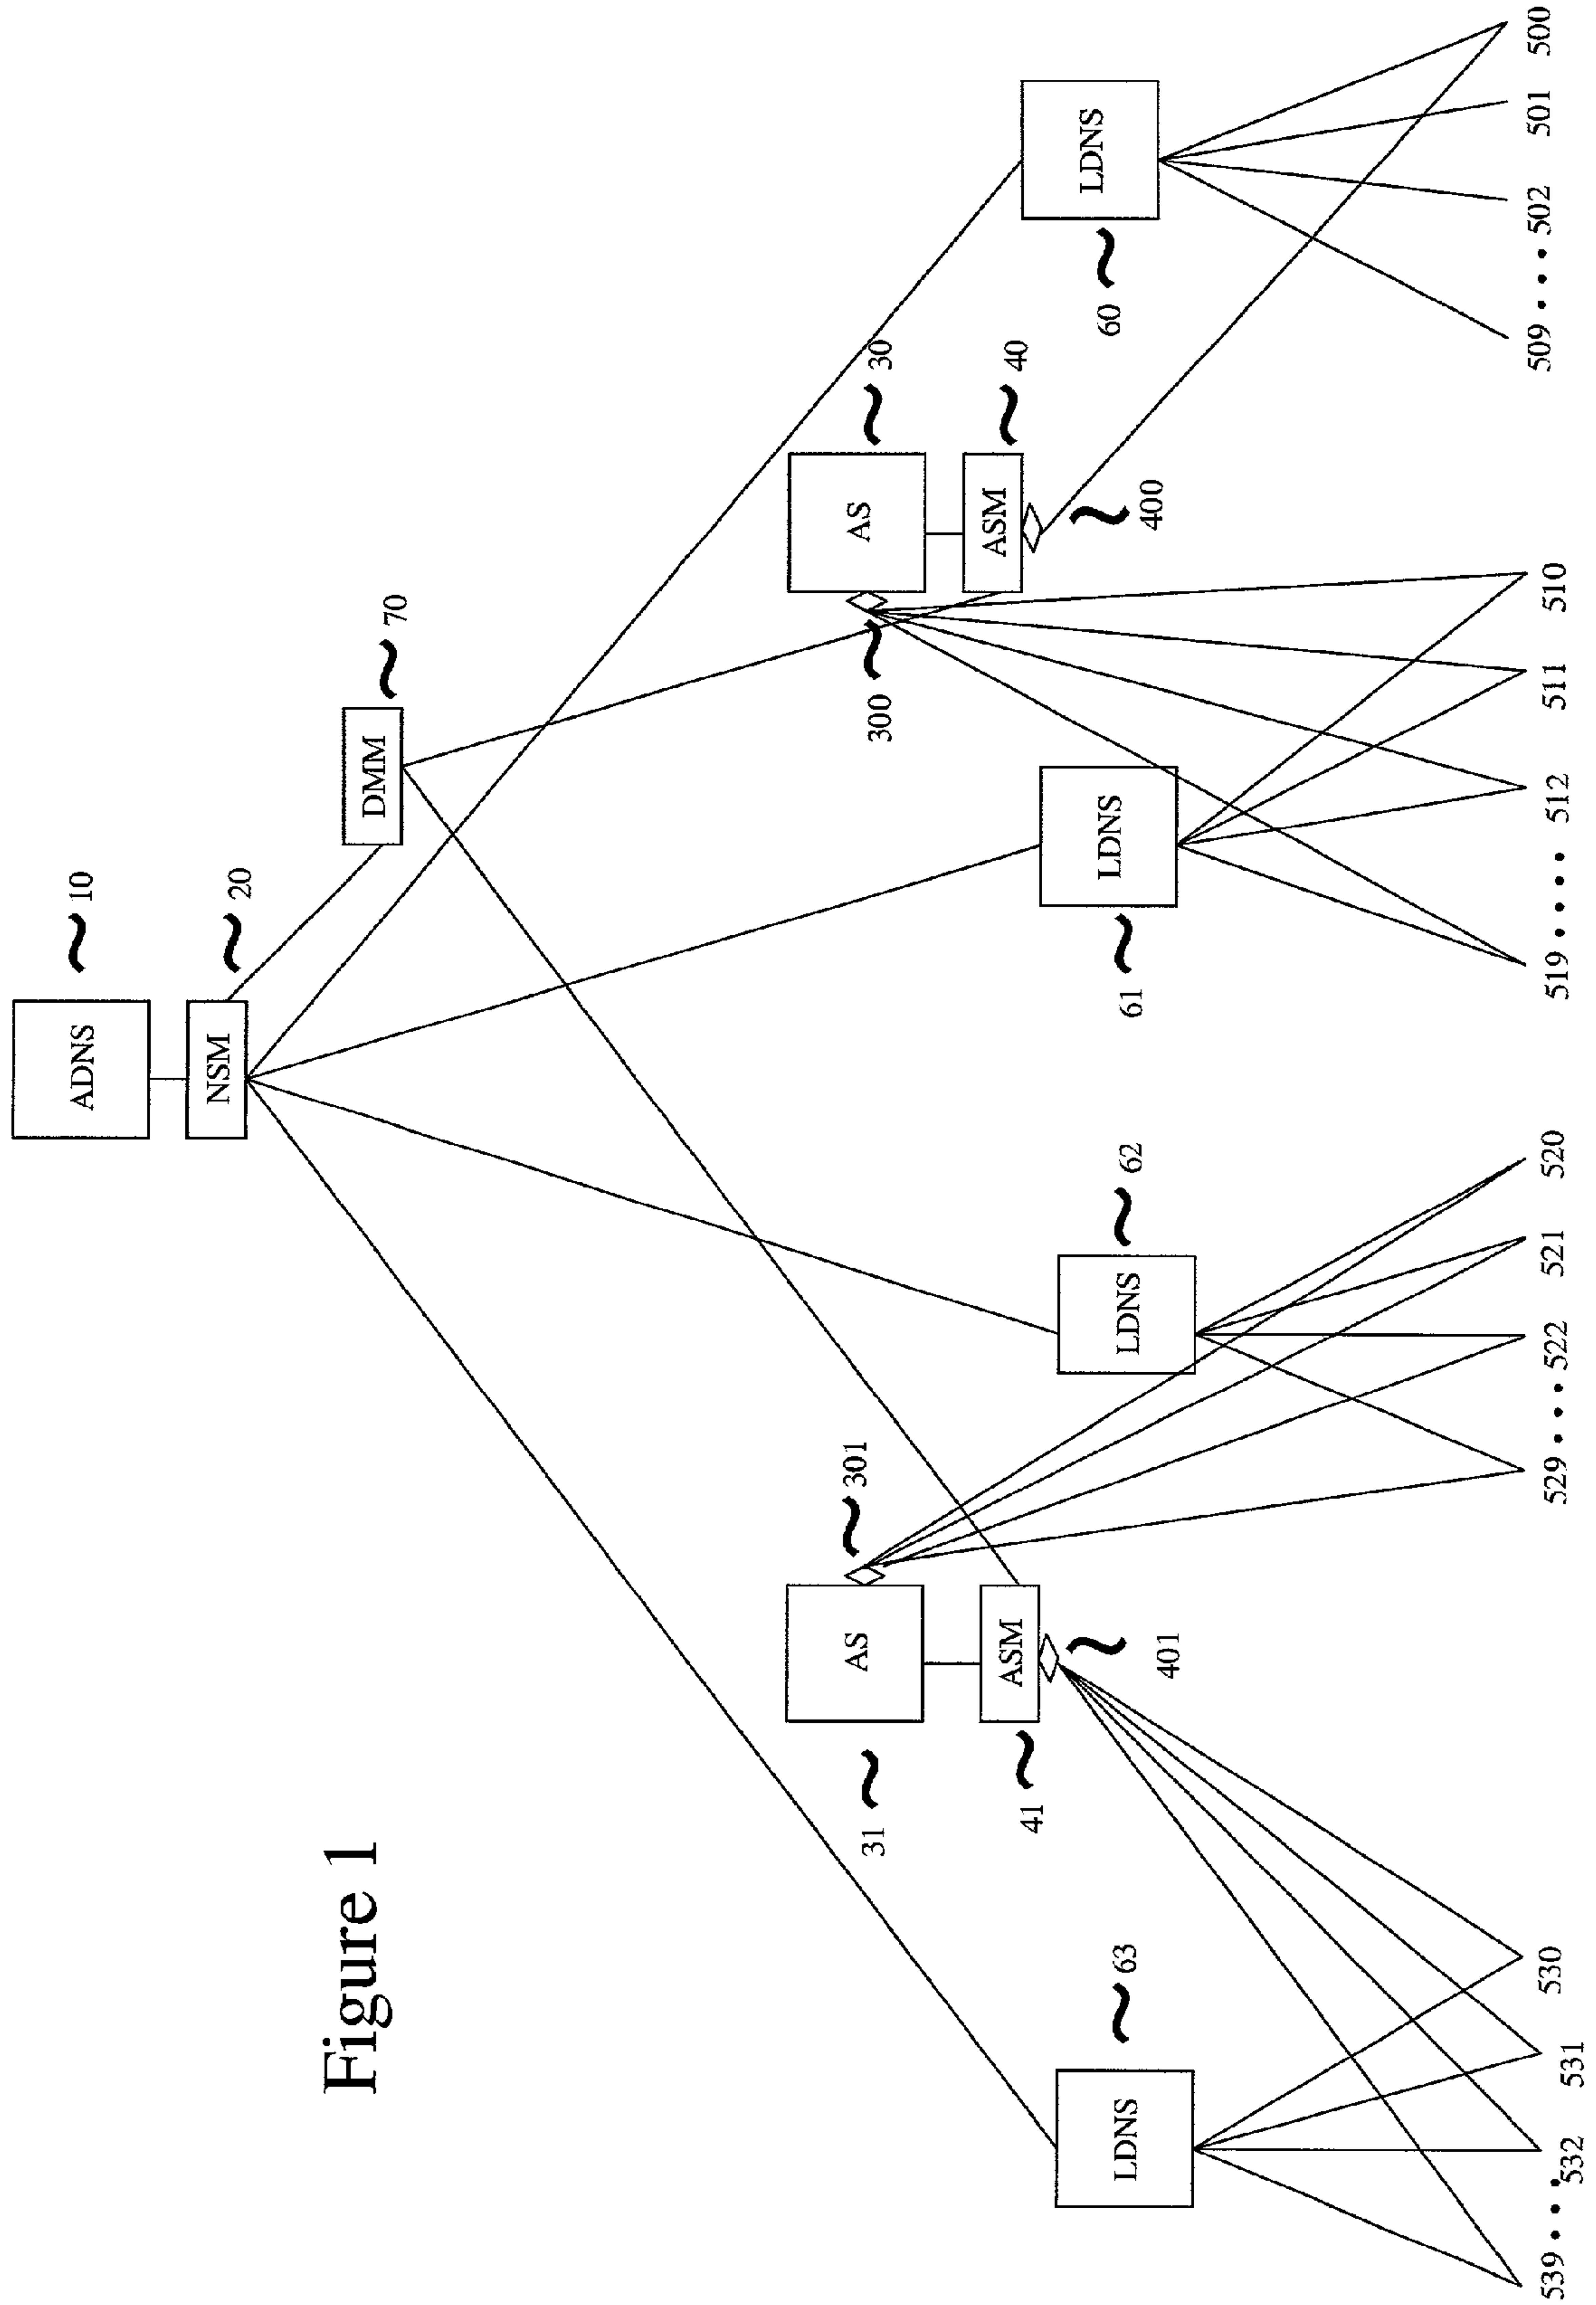 Figure 1
ADNS
10
NSM
20
DMM
70
31
AS
301
300
AS
30
41
ASM
401
ASM
40
400
LDNS
63
LDNS
62
61
LDNS
60
LDNS
539 . . . 532
531
530
529 . . . . 522
521
520
519 . . . . . 512
511
510
509 . . . 502
501
500